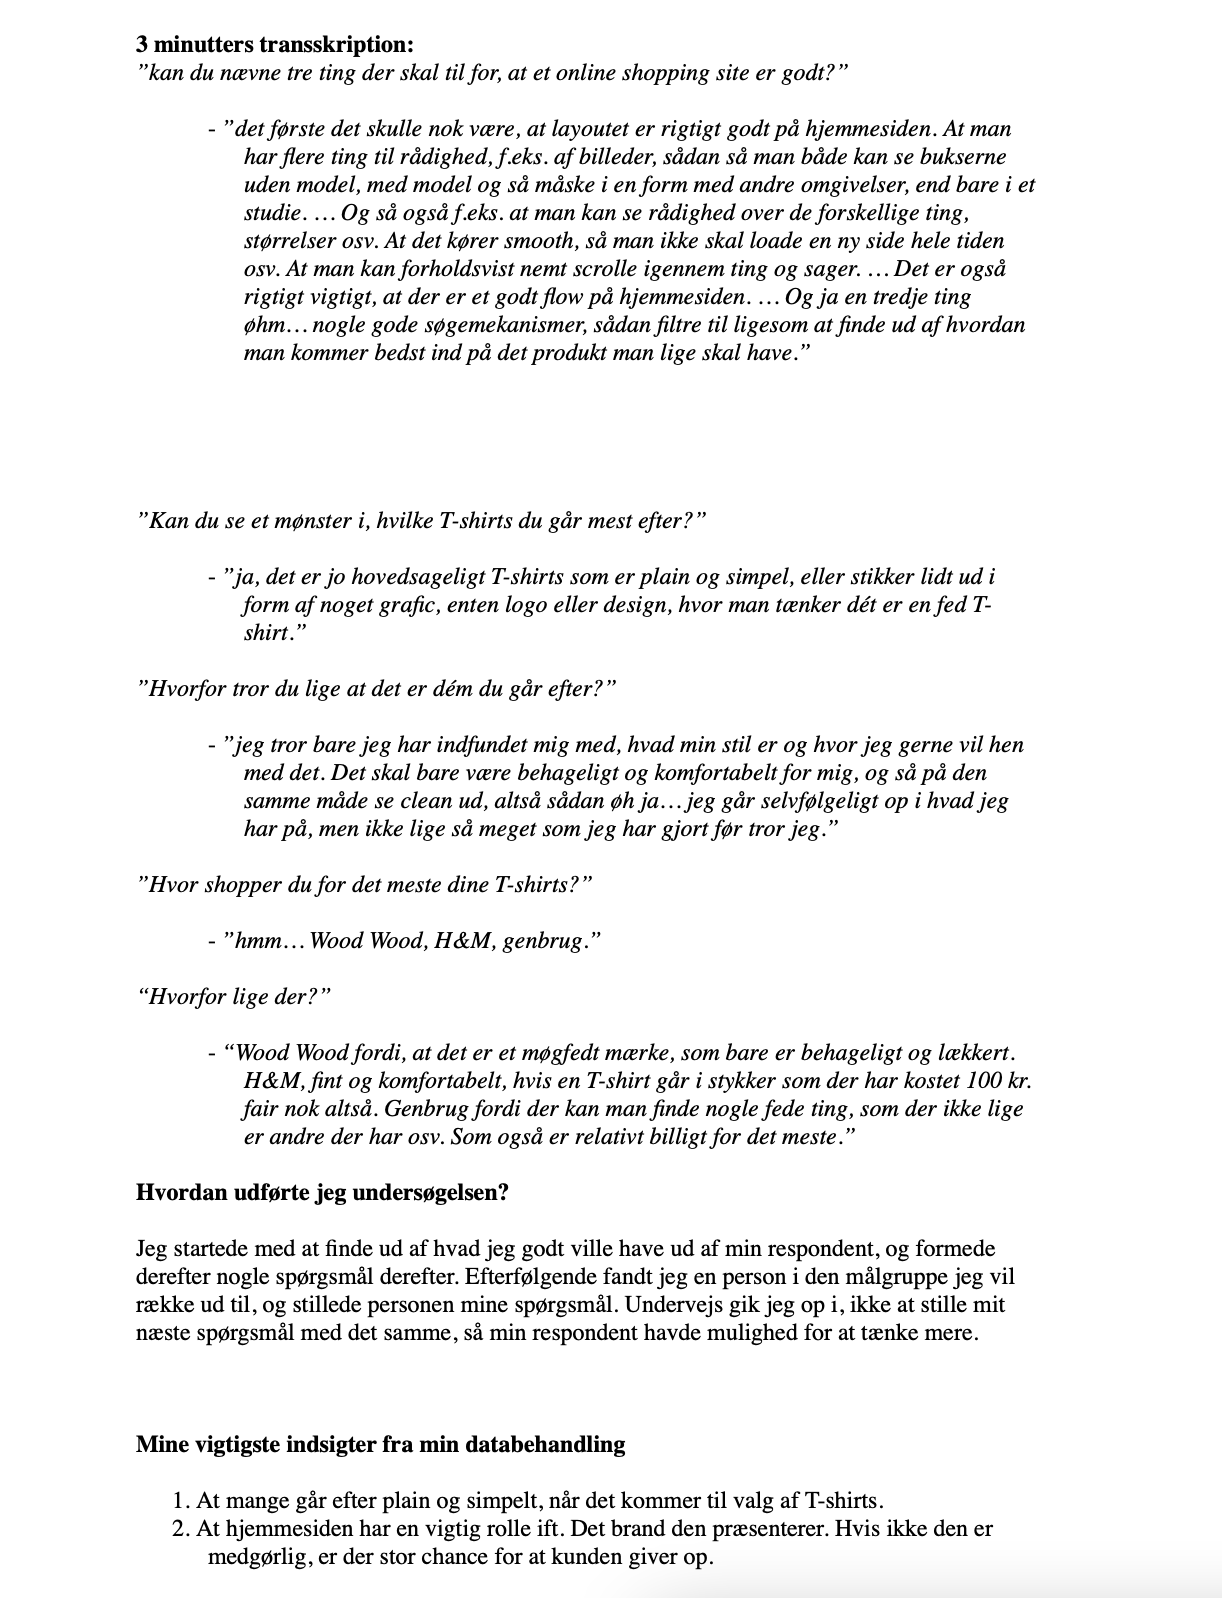 3 minutters transskription:
”kan du nævne tre ting der skal til for, at et online shopping site er godt?”
- ”det første det skulle nok være, at layoutet er rigtigt godt på hjemmesiden. At man
har flere ting til rådighed, f.eks. af billeder, sådan så man både kan se bukserne
uden model, med model og så måske i en form med andre omgivelser, end bare i et
studie. … Og så også f.eks. at man kan se rådighed over de forskellige ting,
størrelser osv. At det kører smooth, så man ikke skal loade en ny side hele tiden
osv. At man kan forholdsvist nemt scrolle igennem ting og sager. … Det er også
rigtigt vigtigt, at der er et godt flow på hjemmesiden. … Og ja en tredje ting
øhm… nogle gode søgemekanismer, sådan filtre til ligesom at finde ud af hvordan
man kommer bedst ind på det produkt man lige skal have.”
”Kan du se et mønster i, hvilke T-shirts du går mest efter?”
- ”ja, det er jo hovedsageligt T-shirts som er plain og simpel, eller stikker lidt ud i
form af noget grafic, enten logo eller design, hvor man tænker dét er en fed T-
shirt.”
”Hvorfor tror du lige at det er dém du går efter?”
- ”jeg tror bare jeg har indfundet mig med, hvad min stil er og hvor jeg gerne vil hen
med det. Det skal bare være behageligt og komfortabelt for mig, og så på den
samme måde se clean ud, altså sådan øh ja… jeg går selvfølgeligt op i hvad jeg
har på, men ikke lige så meget som jeg har gjort før tror jeg.”
”Hvor shopper du for det meste dine T-shirts?”
- ”hmm… Wood Wood, H&M, genbrug.”
“Hvorfor lige der?”
- “Wood Wood fordi, at det er et møgfedt mærke, som bare er behageligt og lækkert.
H&M, fint og komfortabelt, hvis en T-shirt går i stykker som der har kostet 100 kr.
fair nok altså. Genbrug fordi der kan man finde nogle fede ting, som der ikke lige
er andre der har osv. Som også er relativt billigt for det meste.”
Hvordan udførte jeg undersøgelsen?
Jeg startede med at finde ud af hvad jeg godt ville have ud af min respondent, og formede
derefter nogle spørgsmål derefter. Efterfølgende fandt jeg en person i den målgruppe jeg vil
række ud til, og stillede personen mine spørgsmål. Undervejs gik jeg op i, ikke at stille mit
næste spørgsmål med det samme, så min respondent havde mulighed for at tænke mere.
Mine vigtigste indsigter fra min databehandling
1. At mange går efter plain og simpelt, når det kommer til valg af T-shirts.
2. At hjemmesiden har en vigtig rolle ift. Det brand den præsenterer. Hvis ikke den er
medgørlig, er der stor chance for at kunden giver op.